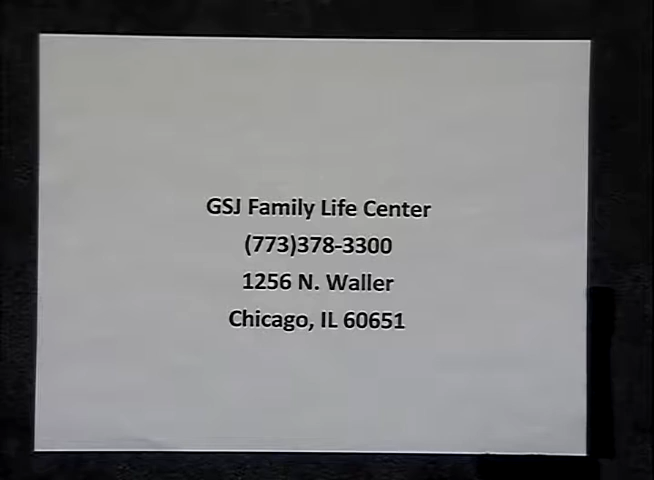 GSJ Family Life Center
(773)378-3300
1256 N. Waller
Chicago, IL 60651